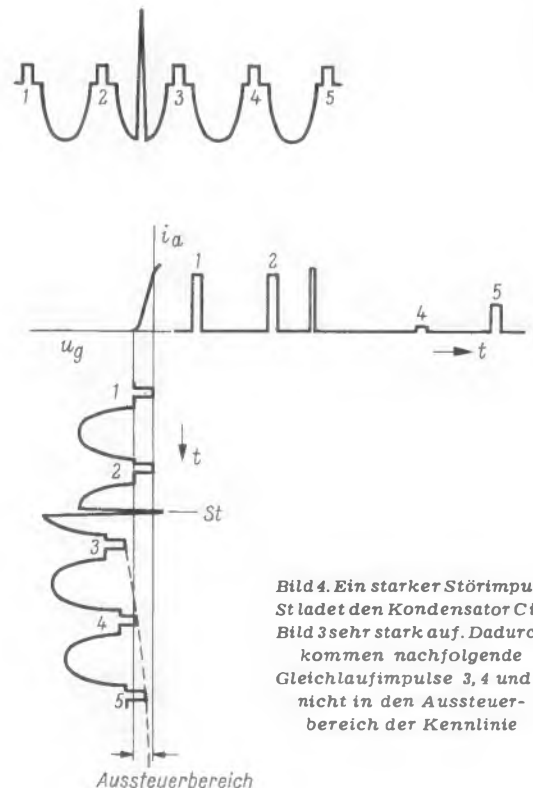 1 2 3 4 5
i_a
1 2 4 5
u_g t
1
t
2
St
3
4
5
Bild 4. Ein starker Störimpu
St lädt den Kondensator C i
Bild 3 sehr stark auf. Dadurc
kommen nachfolgende
Gleichlaufimpulse 3, 4 und
nicht in den Aussteuer-
bereich der Kennlinie
Aussteuerbereich